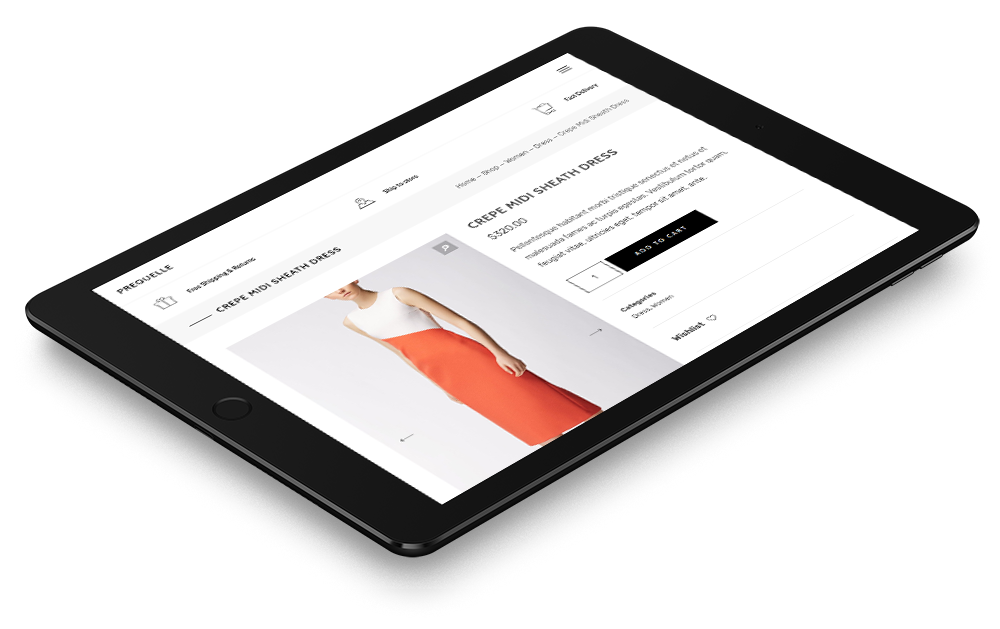 PREQUELLE
Free Shipping & Returns
Ship-to-store
Fast Delivery
CREPE MIDI SHEATH DRESS
Home – Shop – Women – Dress – Crepe Midi Sheath Dress
CREPE MIDI SHEATH DRESS
$320.00
Pellentesque habitant morbi tristique senectus et netus et
malesuada fames ac turpis egestas. Vestibulum tortor quam,
feugiat vitae, ultricies eget, tempor sit amet, ante.
1
ADD TO CART
Categories
Dress, Women
Wishlist